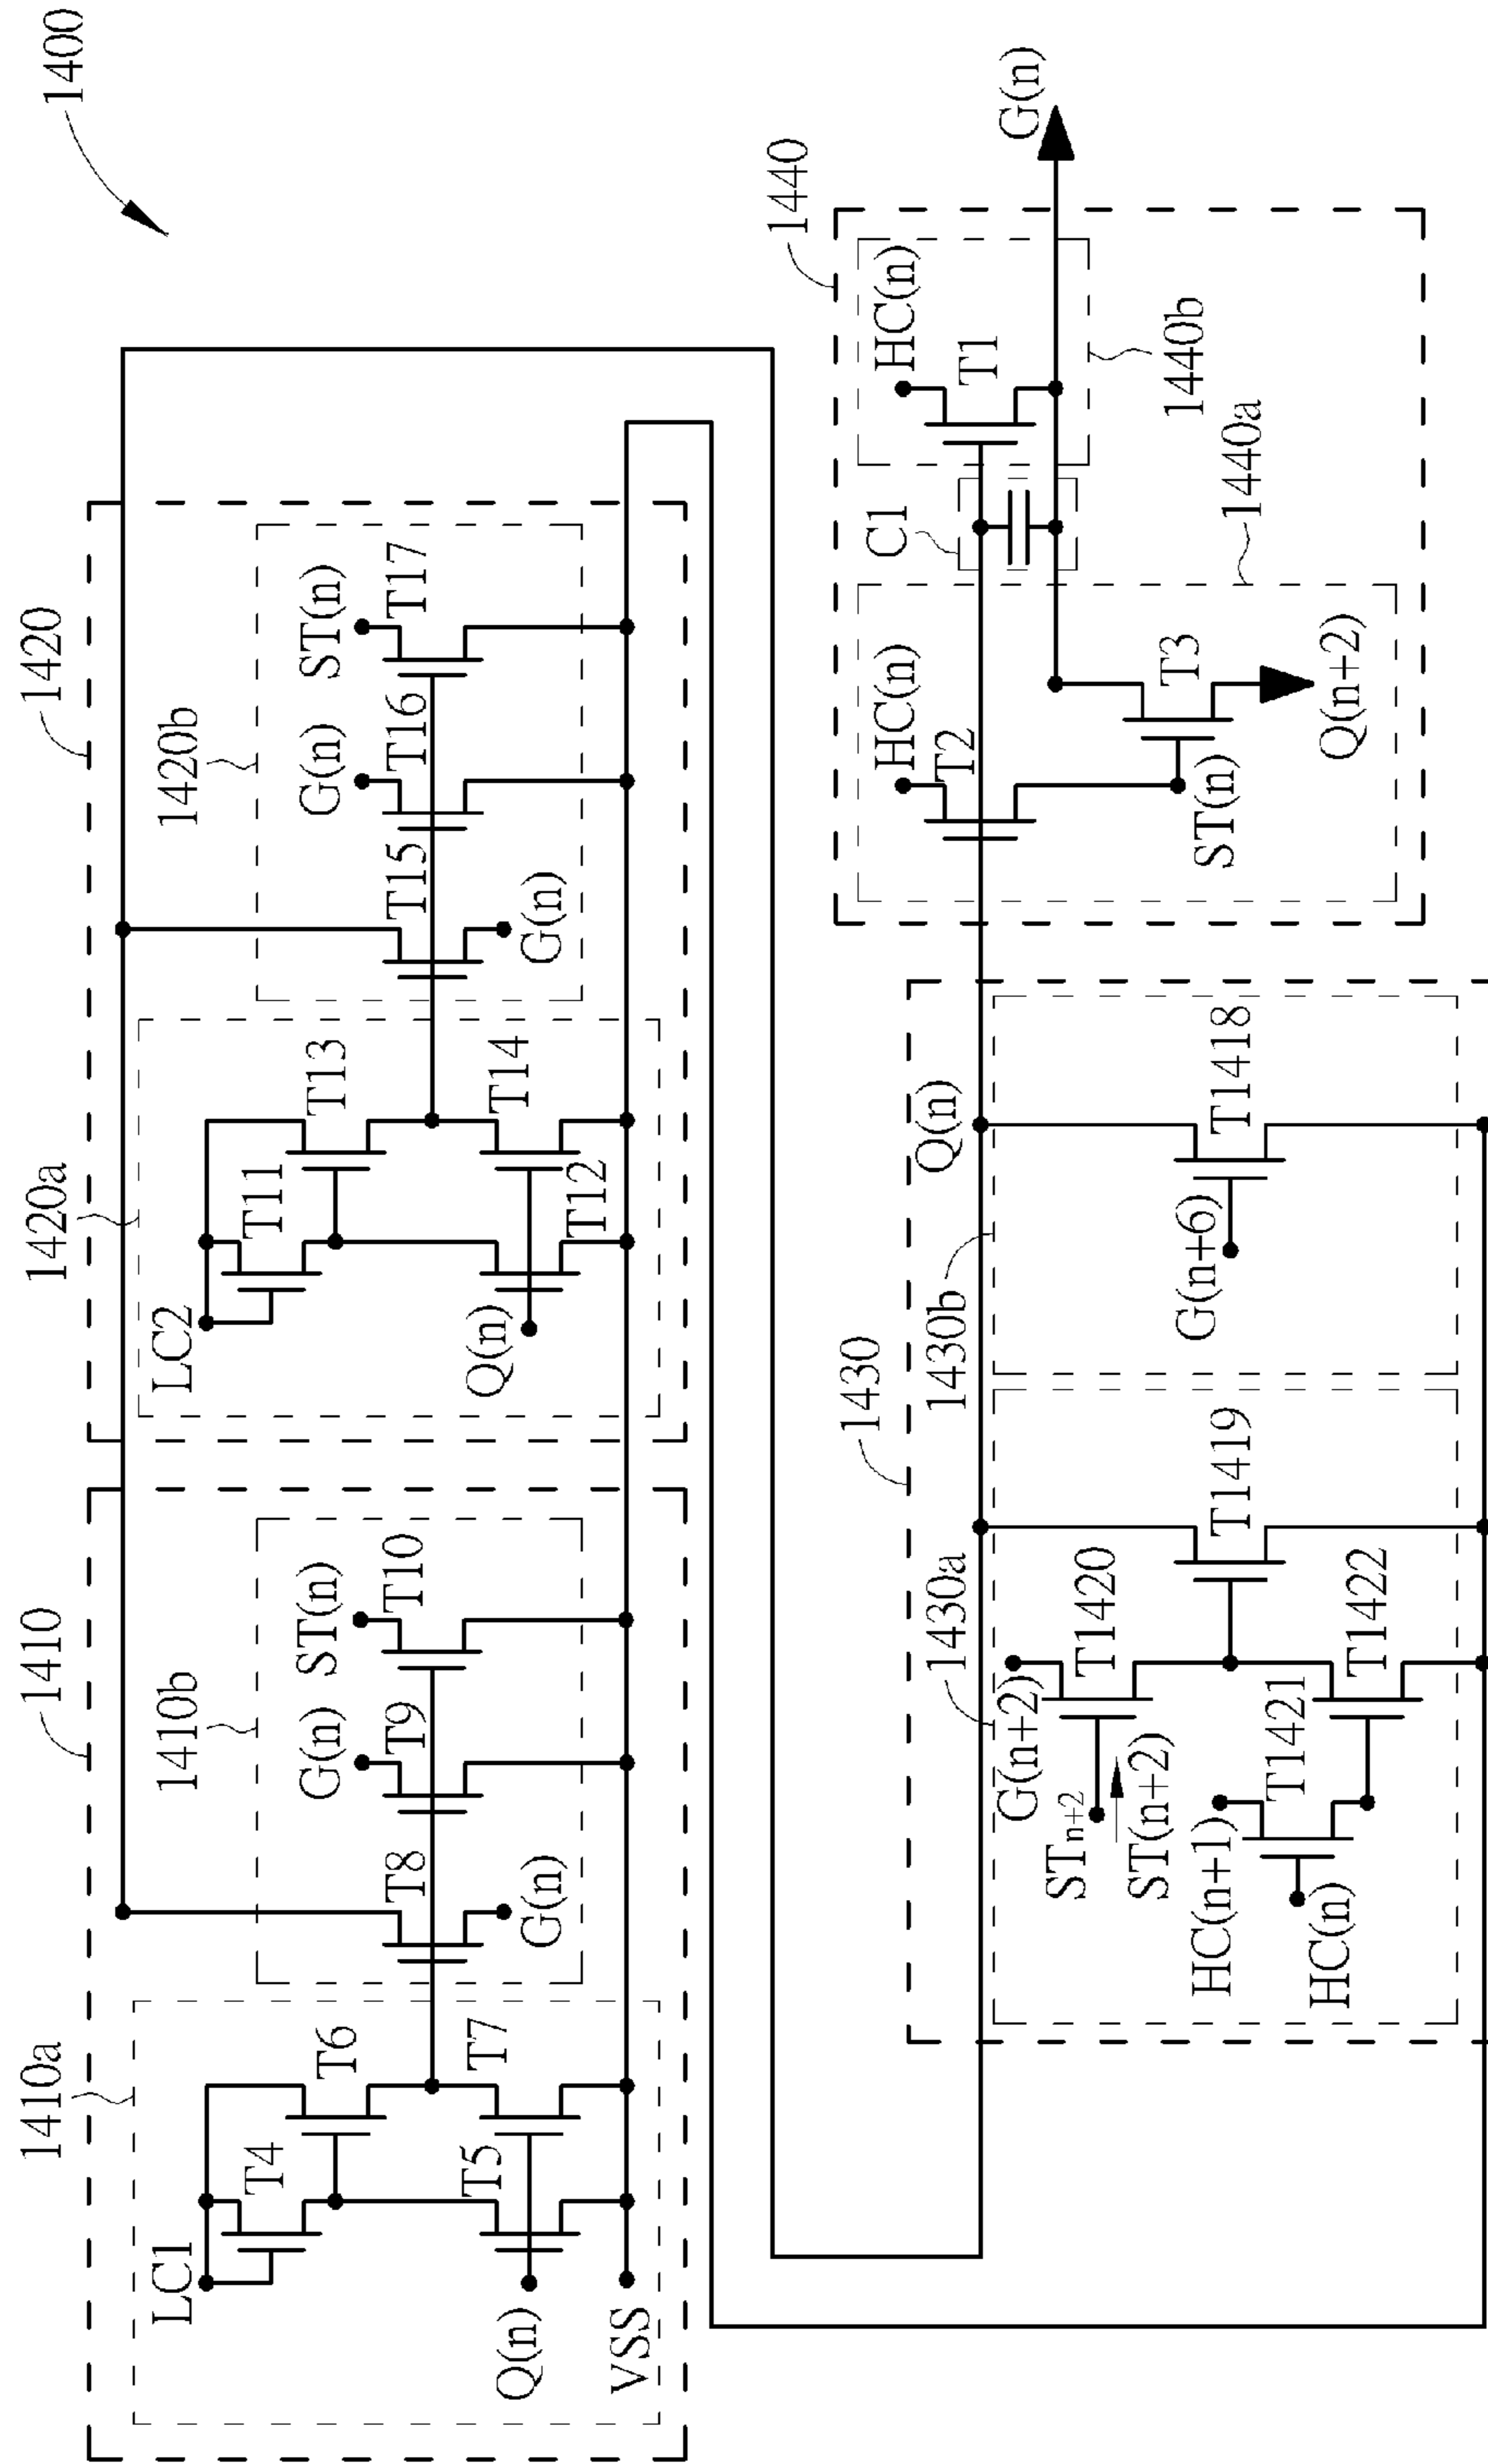 1400
1410
1410a
LC1
T4
T6
T5
T7
Q(n)
VSS
1410b
T8
G(n)
T9
G(n)
T10
ST(n)
1420
1420a
LC2
T11
T13
T12
T14
Q(n)
1420b
T15
G(n)
T16
G(n)
T17
ST(n)
1430
1430a
G(n+2)
T1420
STn+2
ST(n+2)
HC(n+1)
T1421
HC(n)
T1422
T1419
1430b
Q(n)
G(n+6)
T1418
1440
HC(n)
T2
ST(n)
T3
Q(n+2)
1440a
C1
HC(n)
T1
1440b
G(n)